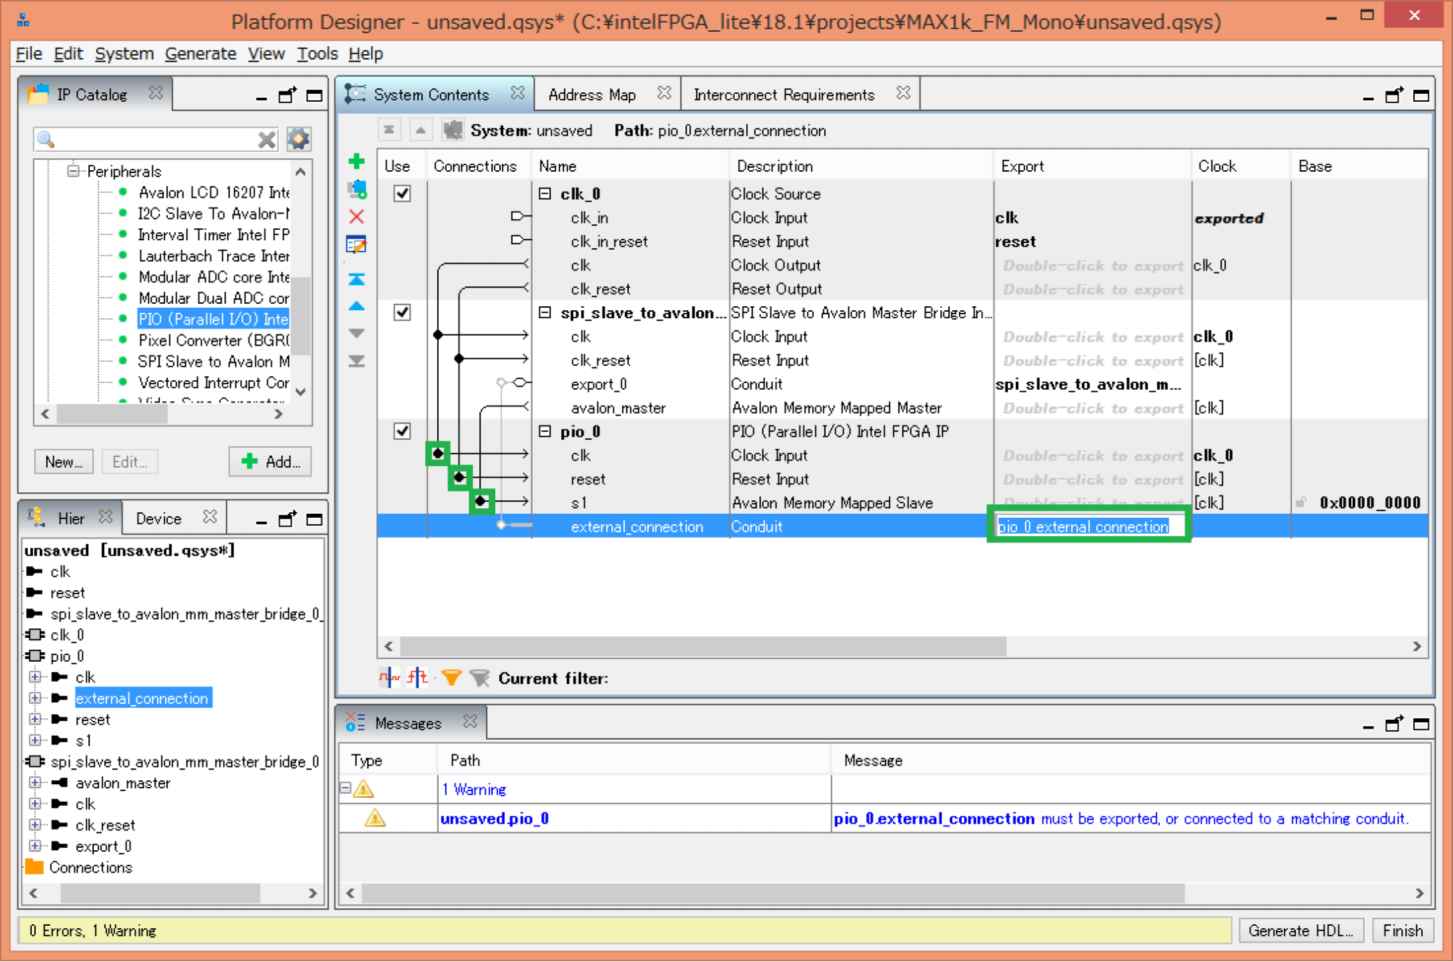 Platform Designer - unsaved.qsys* (C:¥intelFPGA_lite¥18.1¥projects¥MAX1k_FM_Mono¥unsaved.qsys)
File Edit System Generate View Tools Help
IP Catalog
Peripherals
Avalon LCD 16207 Inte
I2C Slave To Avalon-M
Interval Timer Intel FP
Lauterbach Trace Inter
Modular ADC core Inte
Modular Dual ADC cor
PIO (Parallel I/O) Inte
Pixel Converter (BGR0
SPI Slave to Avalon M
Vectored Interrupt Cor
New... Edit... Add...
System Contents Address Map Interconnect Requirements
System: unsaved Path: pio_0.external_connection
Use Connections Name Description Export Clock Base
clk_0 Clock Source
clk_in Clock Input clk exported
clk_in_reset Reset Input reset
clk Clock Output Double-click to export clk_0
clk_reset Reset Output Double-click to export
spi_slave_to_avalon... SPI Slave to Avalon Master Bridge In...
clk Clock Input Double-click to export clk_0
clk_reset Reset Input Double-click to export [clk]
export_0 Conduit spi_slave_to_avalon_m...
avalon_master Avalon Memory Mapped Master Double-click to export [clk]
pio_0 PIO (Parallel I/O) Intel FPGA IP
clk Clock Input Double-click to export clk_0
reset Reset Input Double-click to export [clk]
s1 Avalon Memory Mapped Slave Double-click to export [clk] 0x0000_0000
external_connection Conduit pio_0_external_connection
Current filter:
Hier Device
unsaved [unsaved.qsys*]
clk
reset
spi_slave_to_avalon_mm_master_bridge_0_
clk_0
pio_0
clk
external_connection
reset
s1
spi_slave_to_avalon_mm_master_bridge_0
avalon_master
clk
clk_reset
export_0
Connections
Messages
Type Path Message
1 Warning
unsaved.pio_0 pio_0.external_connection must be exported, or connected to a matching conduit.
0 Errors, 1 Warning
Generate HDL... Finish